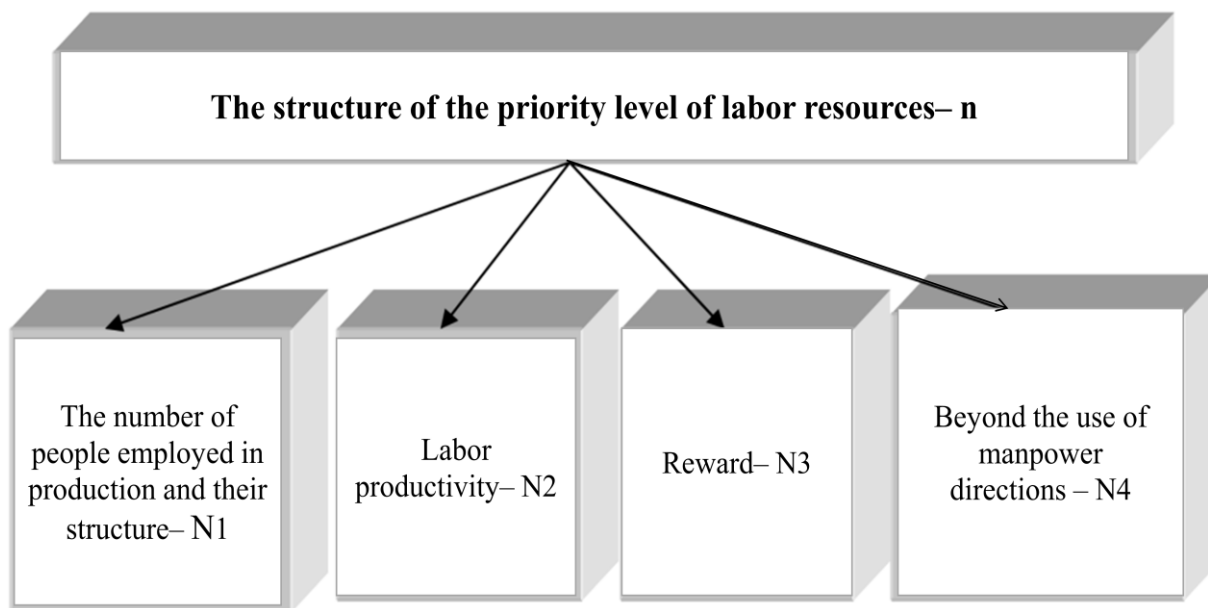 The structure of the priority level of labor resources– n
The number of
people employed in
production and their
structure– N1
Labor
productivity– N2
Reward– N3
Beyond the use of
manpower
directions – N4